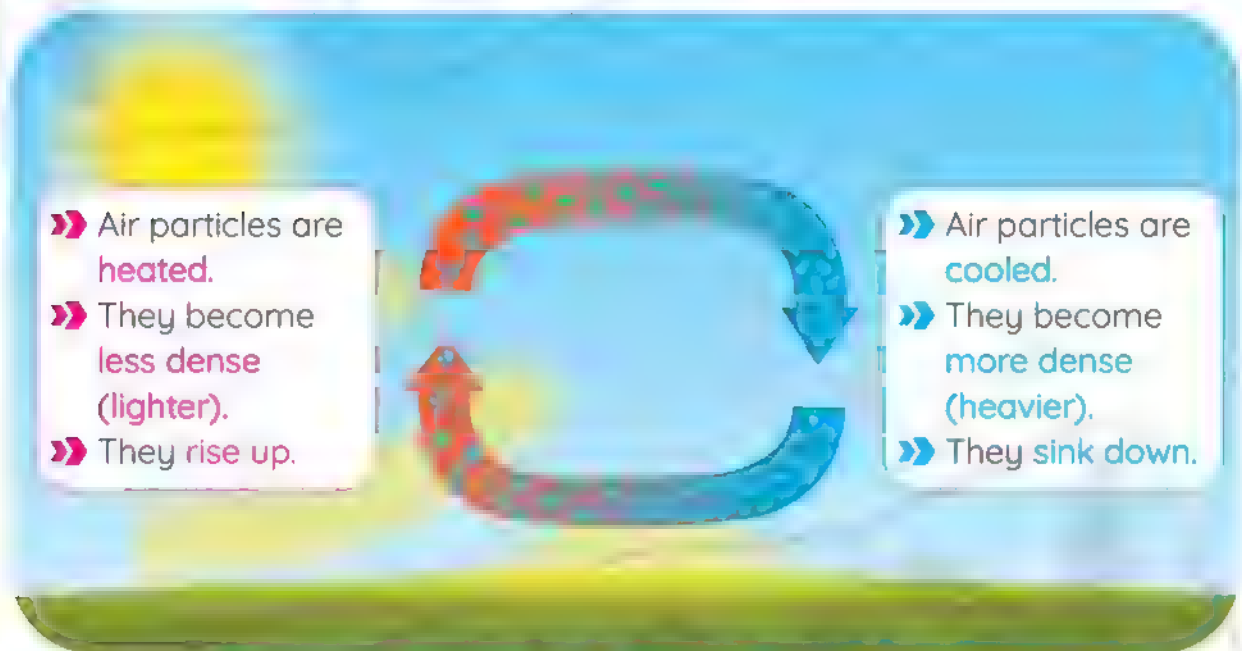 Air particles are
heated.
They become
less dense
(lighter).
They rise up.
Air particles are
cooled.
They become
more dense
(heavier).
They sink down.